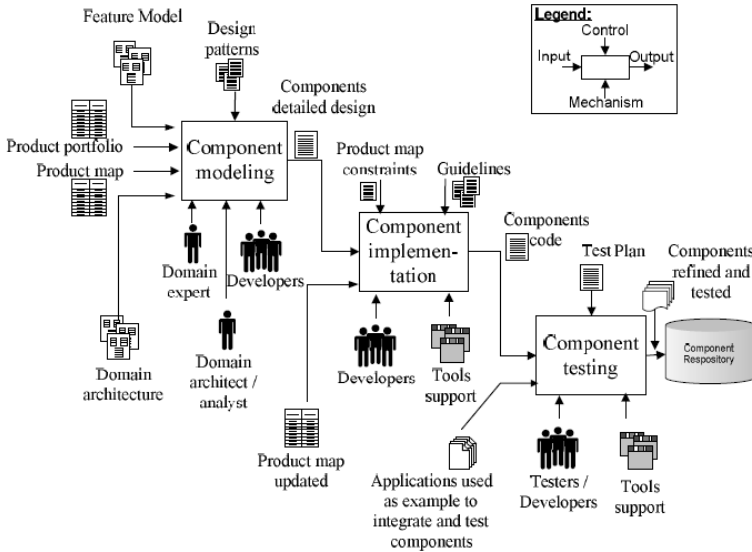 Feature Model
Design
patterns
Legend:
Control
Input
Output
Mechanism
Components
detailed design
Product portfolio
Product map
Component
modeling
Product map
constraints
Guidelines
Domain
expert
Developers
Component
implemen-
tation
Components
code
Test Plan
Components
refined and
tested
Domain
architecture
Domain
architect /
analyst
Developers
Tools
support
Component
testing
Component
Respository
Product map
updated
Applications used
as example to
integrate and test
components
Testers /
Developers
Tools
support